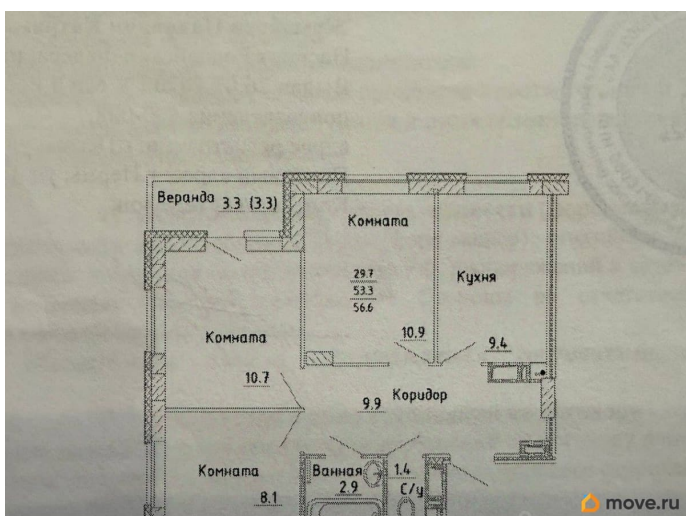 Веранда 3.3 (3.3)
Комната
29.7
53.3
56.6
Кухня
10.9
9.4
Комната
10.7
Коридор
9.9
Комната
8.1
Ванная
2.9
1.4
С/у
move.ru